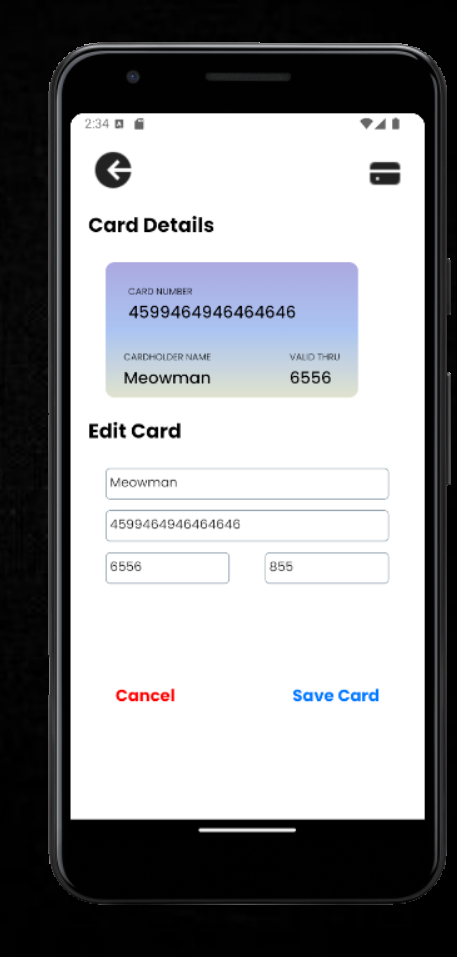 2:34
Card Details
CARD NUMBER
4599464946464646
CARDHOLDER NAME VALID THRU
Meowman 6556
Edit Card
Meowman
4599464946464646
6556 855
Cancel Save Card